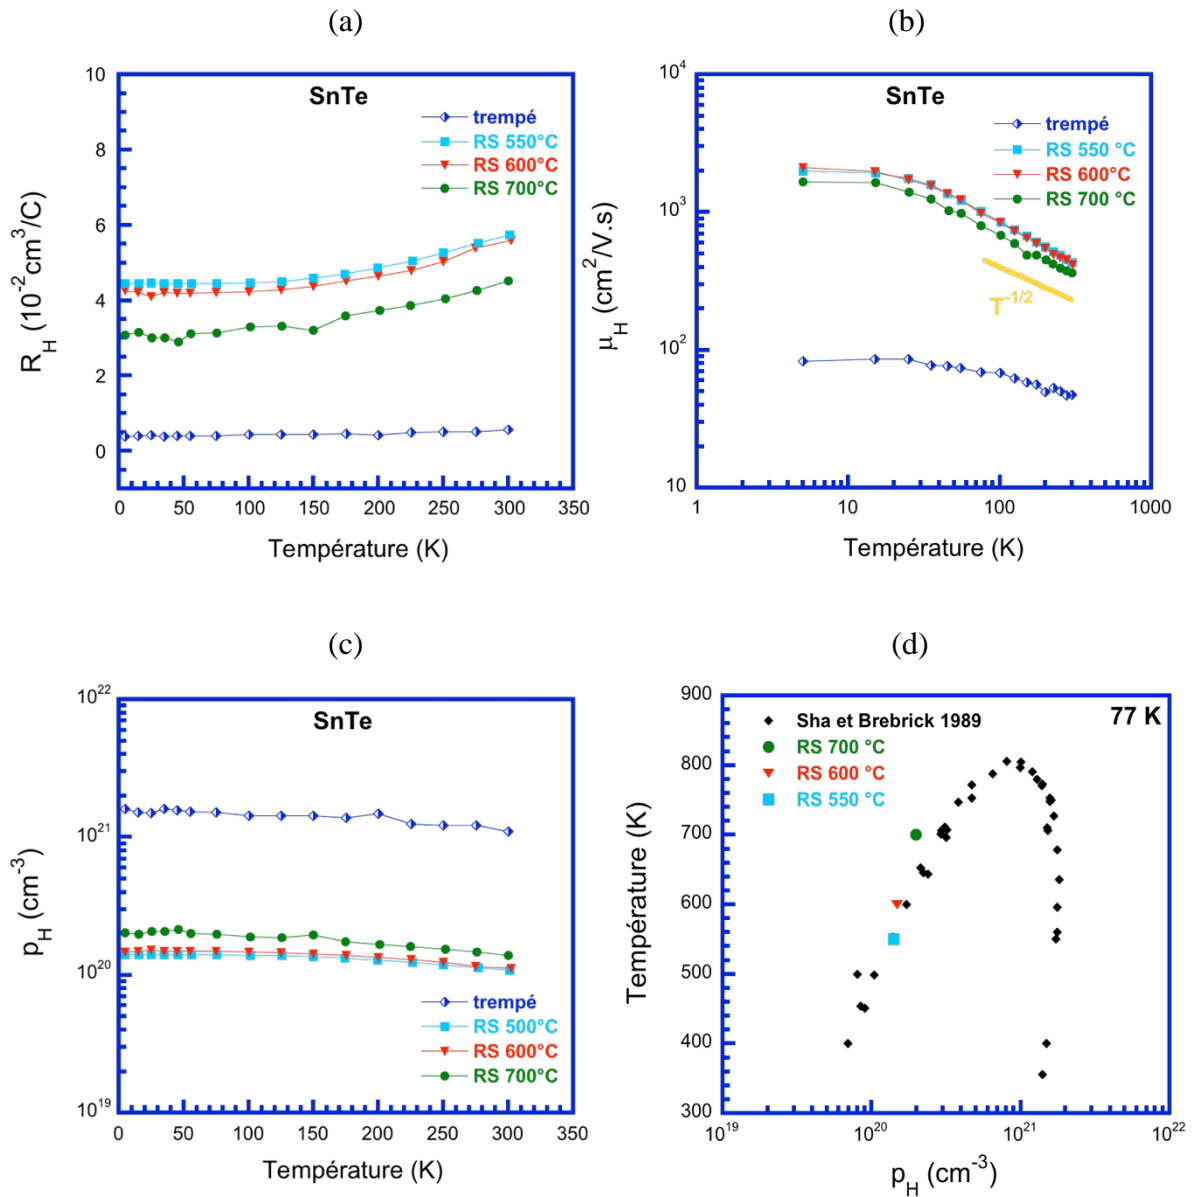 (a)
SnTe
trempé
RS 550°C
RS 600°C
RS 700°C
10
8
6
4
2
0
R_H (10⁻²cm³/C)
0 50 100 150 200 250 300 350
Température (K)
(b)
SnTe
trempé
RS 550 °C
RS 600°C
RS 700 °C
10⁴
10³
10²
10
μ_H (cm²/V.s)
T⁻¹/²
1 10 100 1000
Température (K)
(c)
SnTe
10²²
10²¹
10²⁰
10¹⁹
p_H (cm⁻³)
trempé
RS 500°C
RS 600°C
RS 700°C
0 50 100 150 200 250 300 350
Température (K)
(d)
77 K
Sha et Brebrick 1989
RS 700 °C
RS 600 °C
RS 550 °C
900
800
700
600
500
400
300
Température (K)
10¹⁹ 10²⁰ 10²¹ 10²²
p_H (cm⁻³)